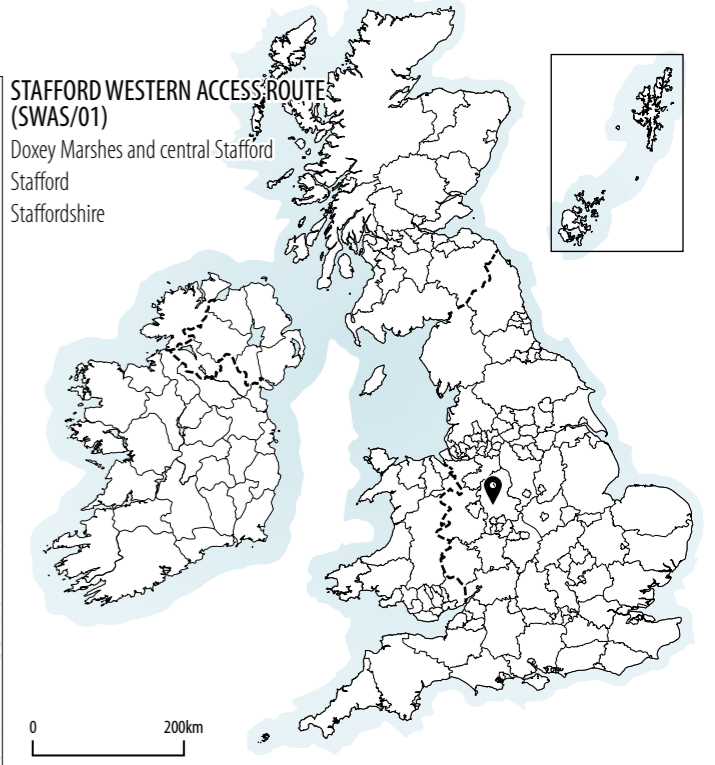 STAFFORD WESTERN ACCESS ROUTE
(SWAS/01)
Doxey Marshes and central Stafford
Stafford
Staffordshire
0 200km